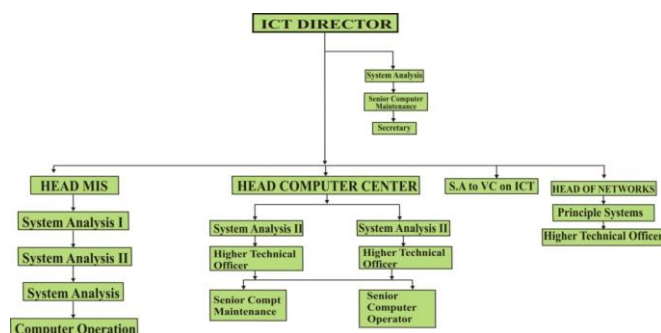 ICT DIRECTOR
System Analysis
Senior Computer
Maintenance
Secretary
HEAD MIS
System Analysis I
System Analysis II
System Analysis
Computer Operation
HEAD COMPUTER CENTER
System Analysis II
Higher Technical
Officer
System Analysis II
Higher Technical
Officer
Senior Compt
Maintenance
Senior
Computer
Operator
S.A to VC on ICT
HEAD OF NETWORKS
Principle Systems
Higher Technical Officer